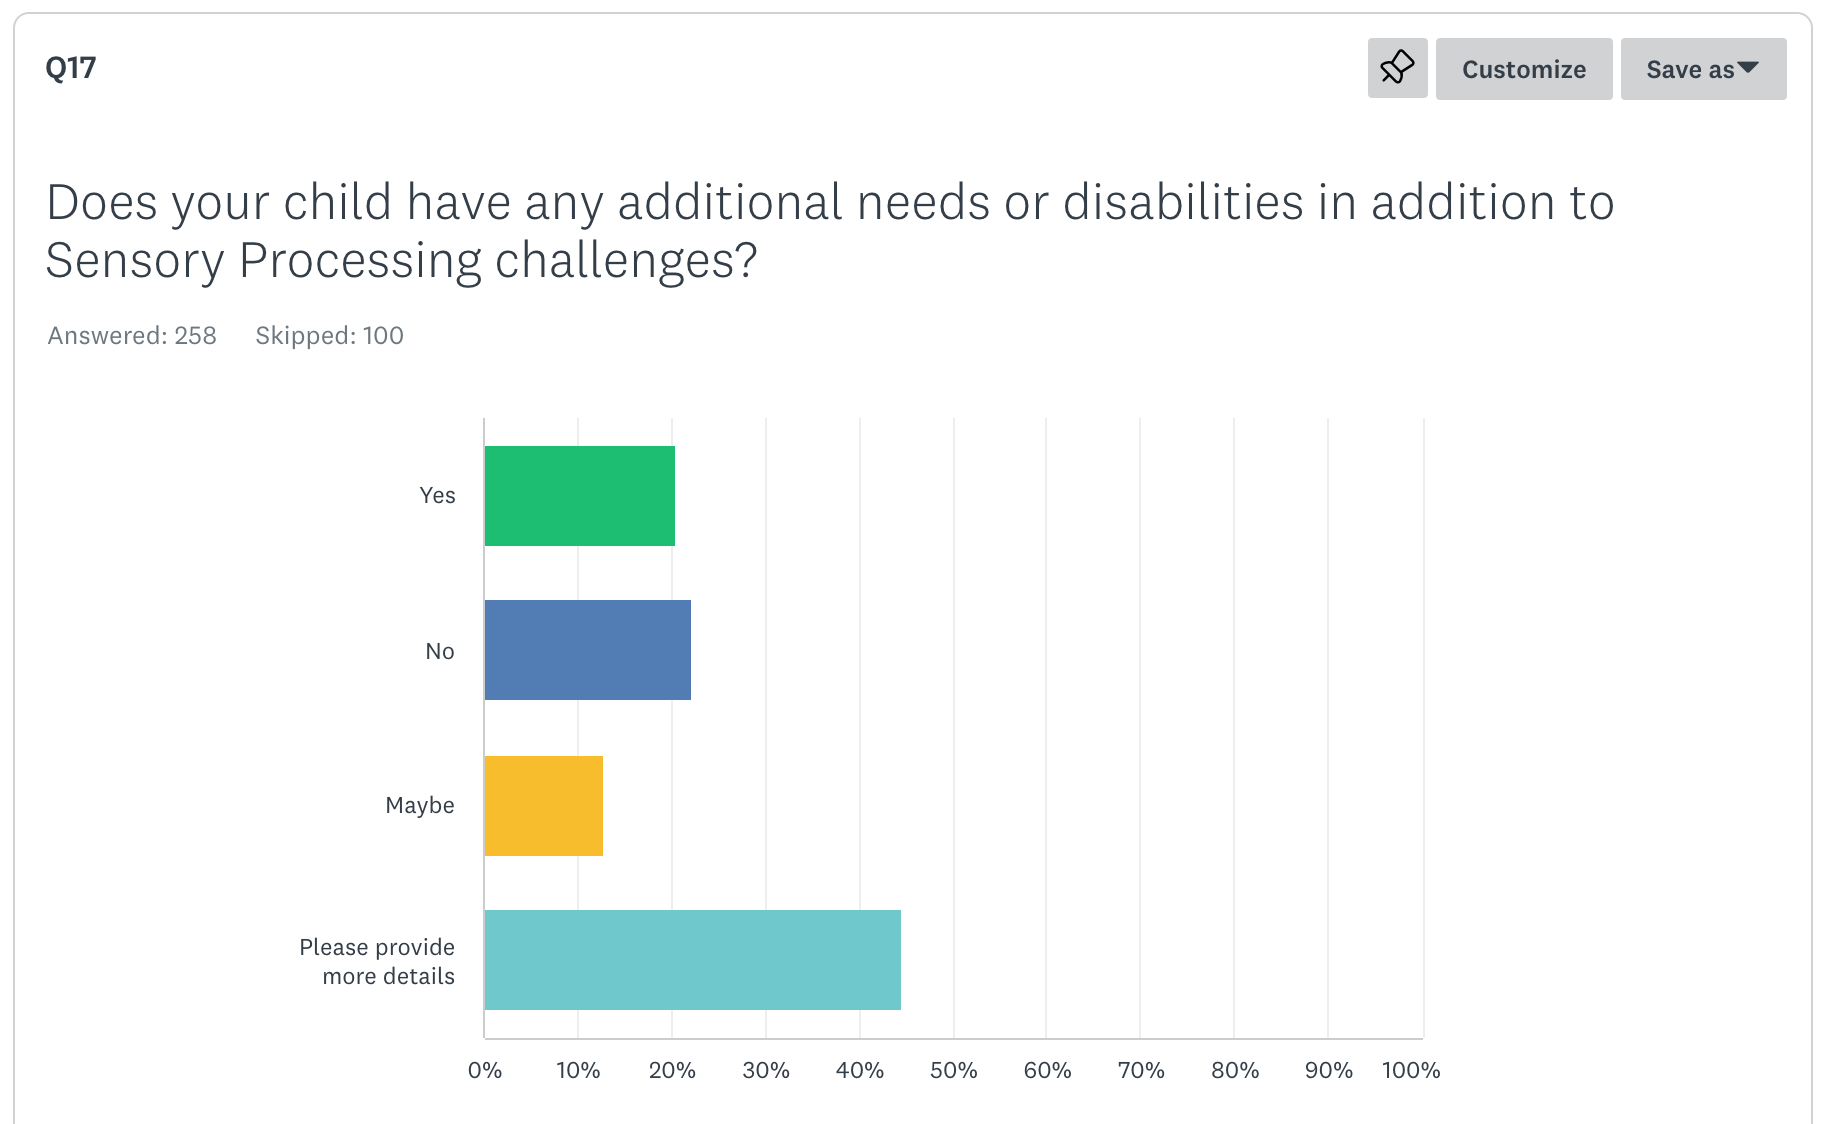 Q17
Customize
Save as
Does your child have any additional needs or disabilities in addition to
Sensory Processing challenges?
Answered: 258 Skipped: 100
Yes
No
Maybe
Please provide
more details
0% 10% 20% 30% 40% 50% 60% 70% 80% 90% 100%